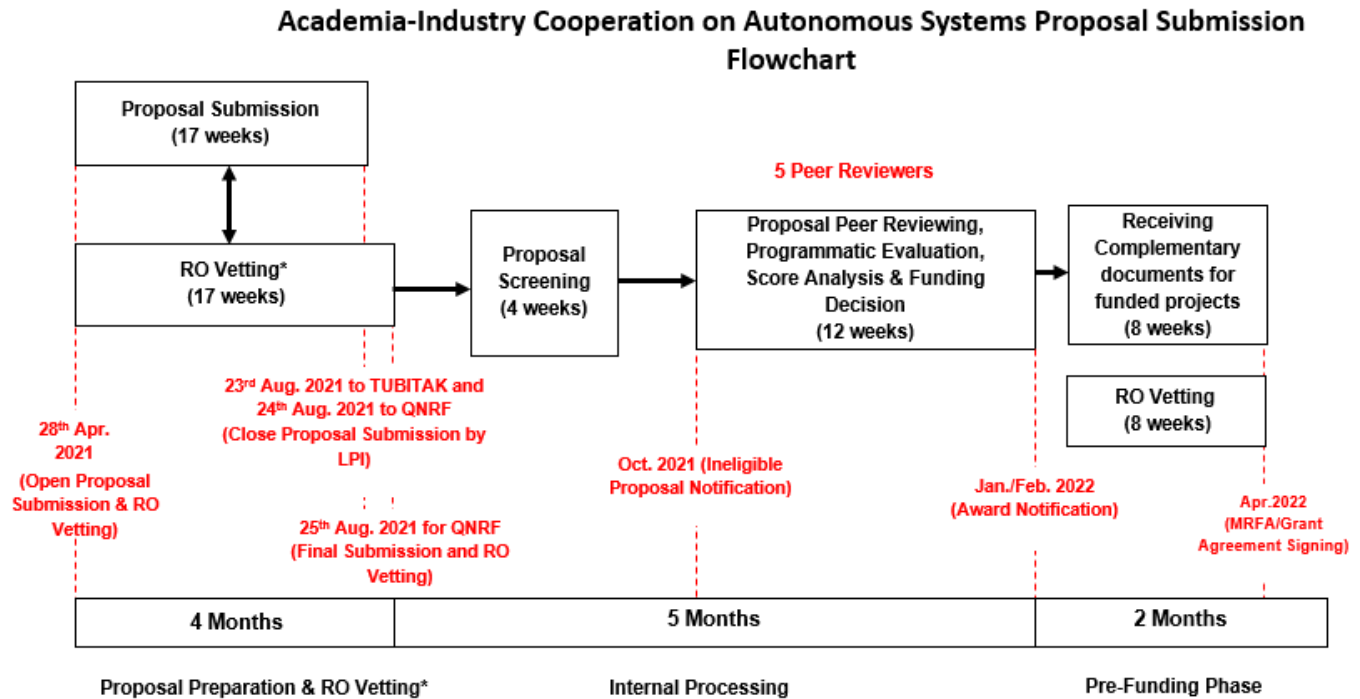 Academia-Industry Cooperation on Autonomous Systems Proposal Submission
Flowchart
Proposal Submission
(17 weeks)
RO Vetting*
(17 weeks)
Proposal
Screening
(4 weeks)
5 Peer Reviewers
Proposal Peer Reviewing,
Programmatic Evaluation,
Score Analysis & Funding
Decision
(12 weeks)
Receiving
Complementary
documents for
funded projects
(8 weeks)
RO Vetting
(8 weeks)
28th Apr.
2021
(Open Proposal
Submission & RO
Vetting)
23rd Aug. 2021 to TUBITAK and
24th Aug. 2021 to QNRF
(Close Proposal Submission by
LPI)
25th Aug. 2021 for QNRF
(Final Submission and RO
Vetting)
Oct. 2021 (Ineligible
Proposal Notification)
Jan./Feb. 2022
(Award Notification)
Apr.2022
(MRFA/Grant
Agreement Signing)
4 Months
5 Months
2 Months
Proposal Preparation & RO Vetting*
Internal Processing
Pre-Funding Phase